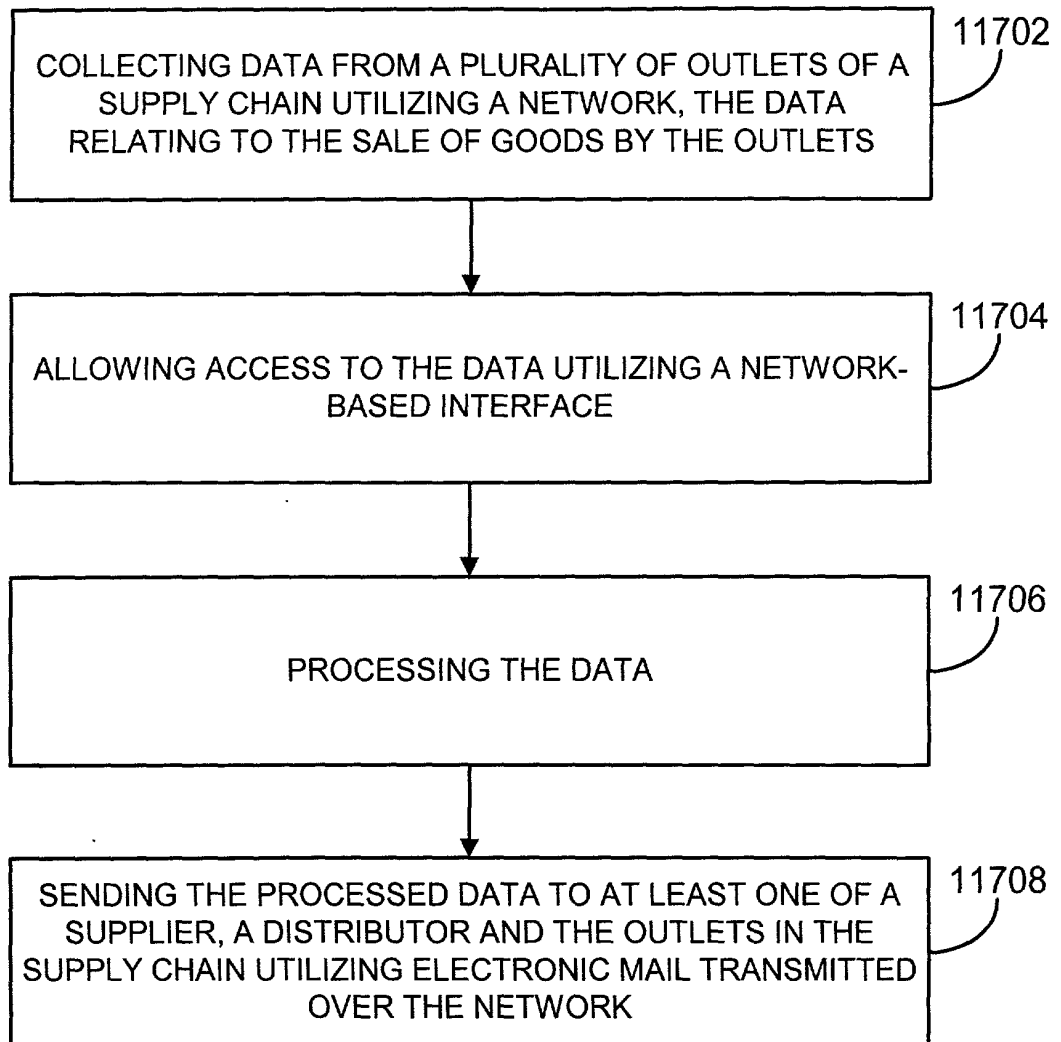 11702
COLLECTING DATA FROM A PLURALITY OF OUTLETS OF A
SUPPLY CHAIN UTILIZING A NETWORK, THE DATA
RELATING TO THE SALE OF GOODS BY THE OUTLETS
11704
ALLOWING ACCESS TO THE DATA UTILIZING A NETWORK-
BASED INTERFACE
11706
PROCESSING THE DATA
11708
SENDING THE PROCESSED DATA TO AT LEAST ONE OF A
SUPPLIER, A DISTRIBUTOR AND THE OUTLETS IN THE
SUPPLY CHAIN UTILIZING ELECTRONIC MAIL TRANSMITTED
OVER THE NETWORK